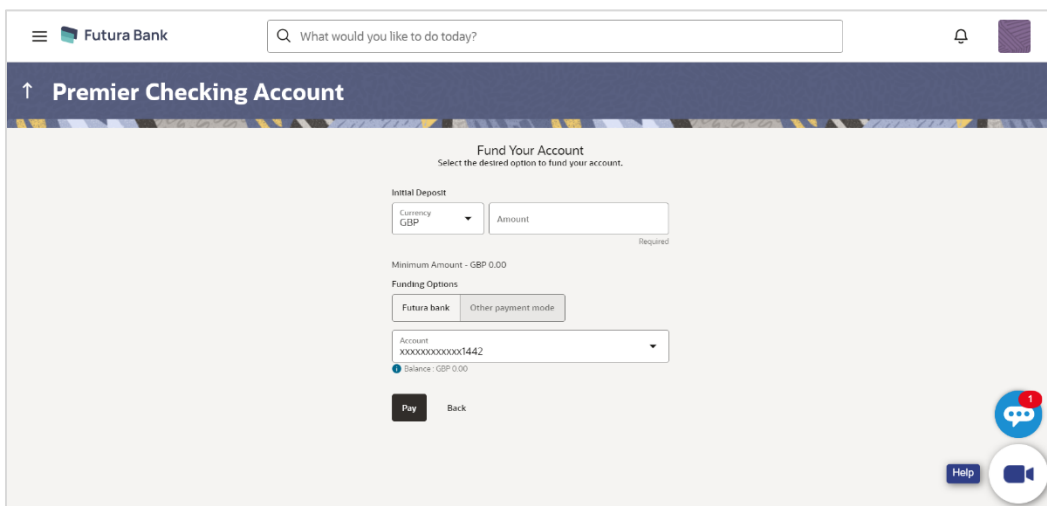 Futura Bank
What would you like to do today?
↑ Premier Checking Account
Fund Your Account
Select the desired option to fund your account.
Initial Deposit
Currency
GBP
Amount
Required
Minimum Amount - GBP 0.00
Funding Options
Futura bank Other payment mode
Account
xxxxxxxxxxxx1442
Balance : GBP 0.00
Pay Back
1
Help